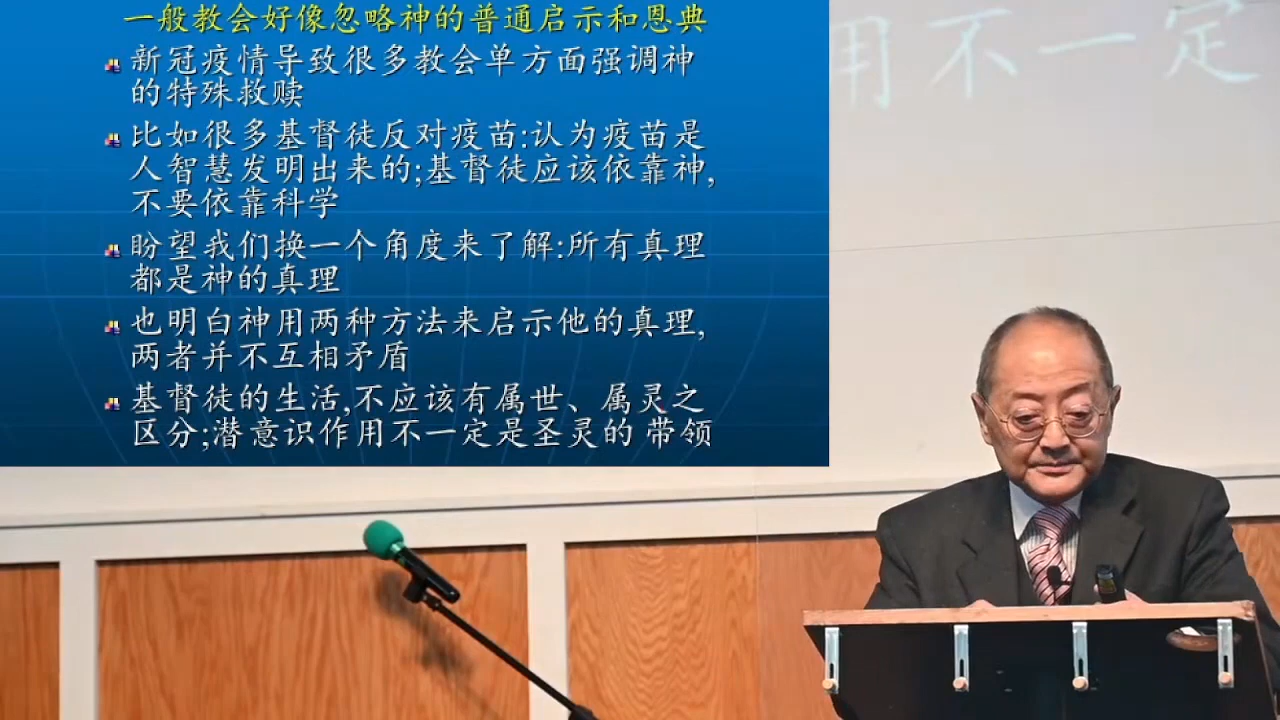 一般教会好像忽略神的普通启示和恩典
新冠疫情导致很多教会单方面强调神
的特殊救赎
比如很多基督徒反对疫苗:认为疫苗是
人智慧发明出来的;基督徒应该依靠神,
不要依靠科学
盼望我们换一个角度来了解:所有真理
都是神的真理
也明白神用两种方法来启示他的真理,
两者并不互相矛盾
基督徒的生活,不应该有属世、属灵之
区分;潜意识作用不一定是圣灵的 带领
用不一定